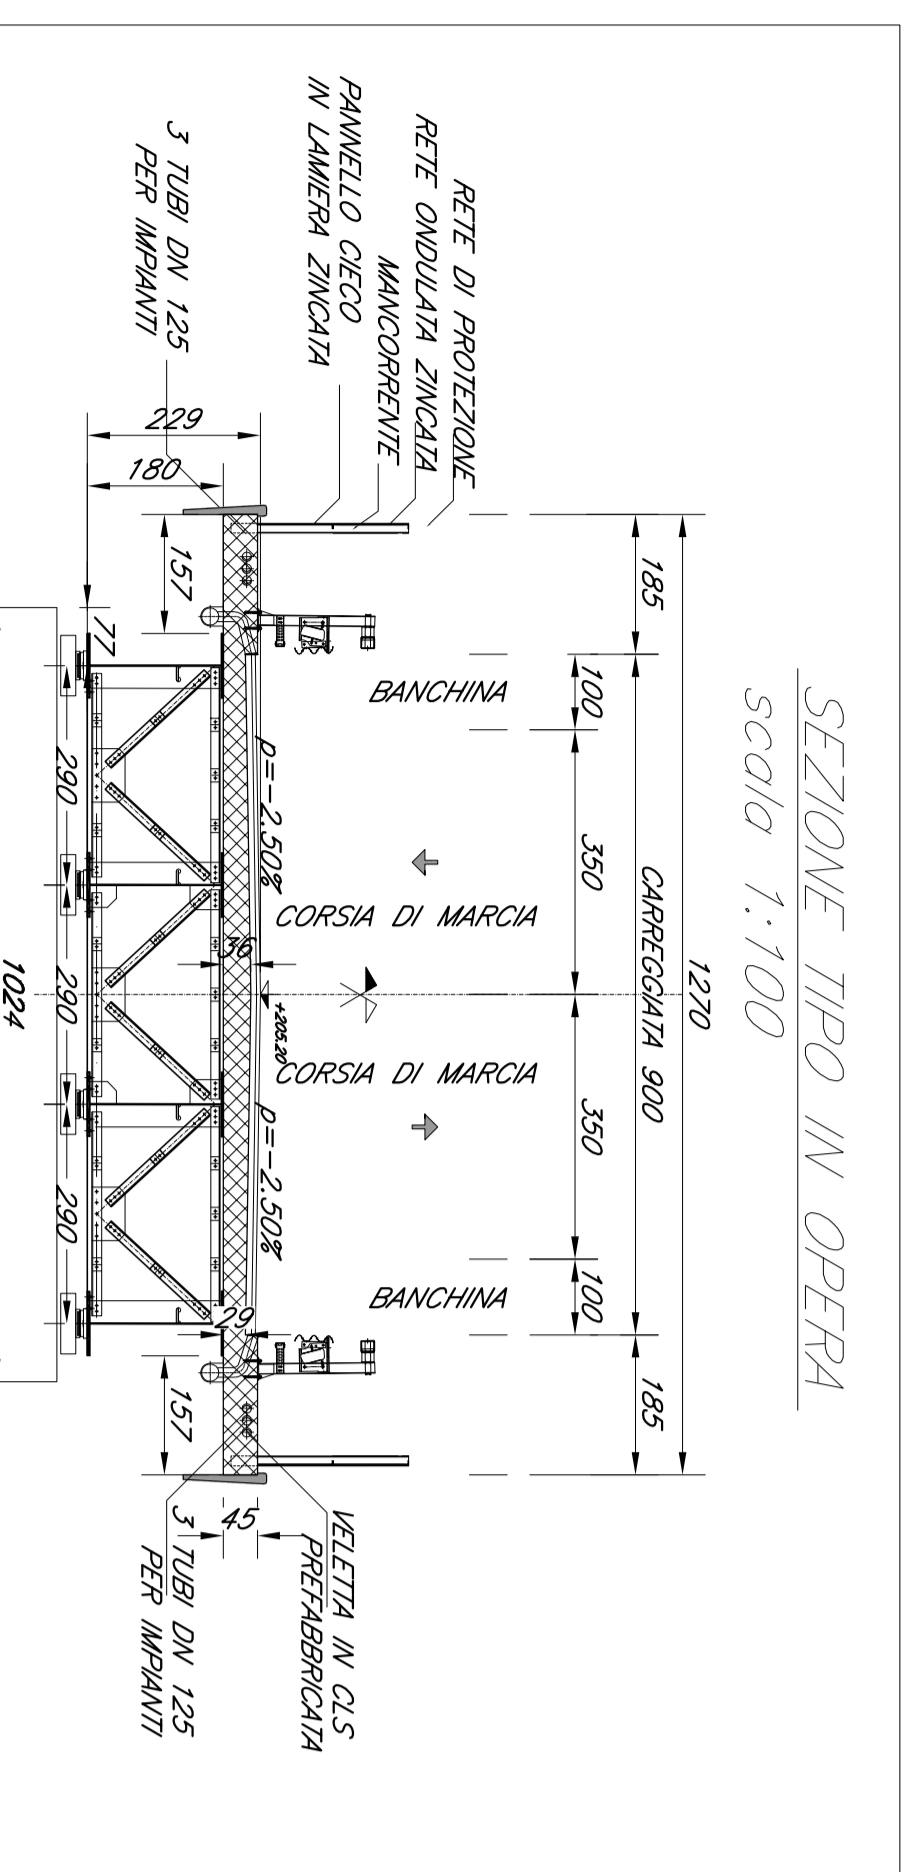 SEZIONE TIPO IN OPERA
scala 1:100
1270
185
CARREGGIATA 900
185
100
350
350
100
RETE DI PROTEZIONE
RETE ONDULATA ZINCATA
MANCORRENTE
PANNELLO CIECO
IN LAMIERA ZINCATA
BANCHINA
CORSIA DI MARCIA
CORSIA DI MARCIA
BANCHINA
VELETTA IN CLS
PREFABBRICATA
+205.20
p=-2.50%
p=-2.50%
36
29
45
229
180
3 TUBI DN 125
PER IMPIANTI
157
157
3 TUBI DN 125
PER IMPIANTI
77
290
290
290
1024